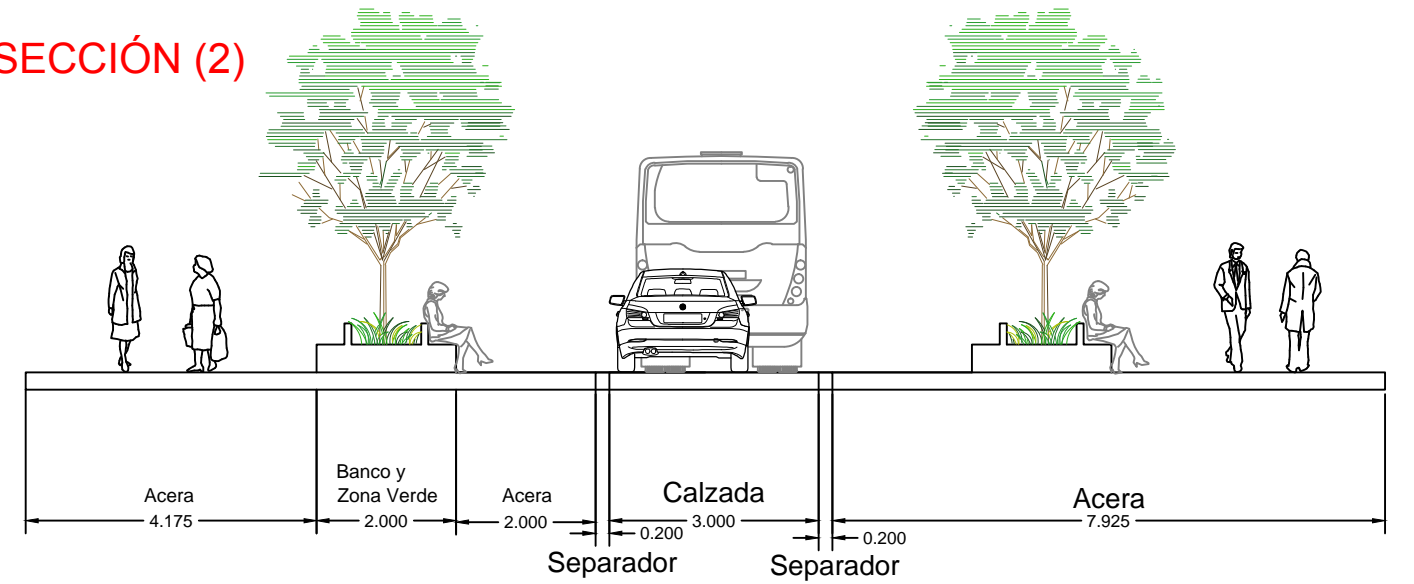 SECCIÓN (2)
Banco y
Zona Verde
Acera
Acera
Calzada
Acera
4.175
2.000
2.000
3.000
7.925
0.200
0.200
Separador
Separador